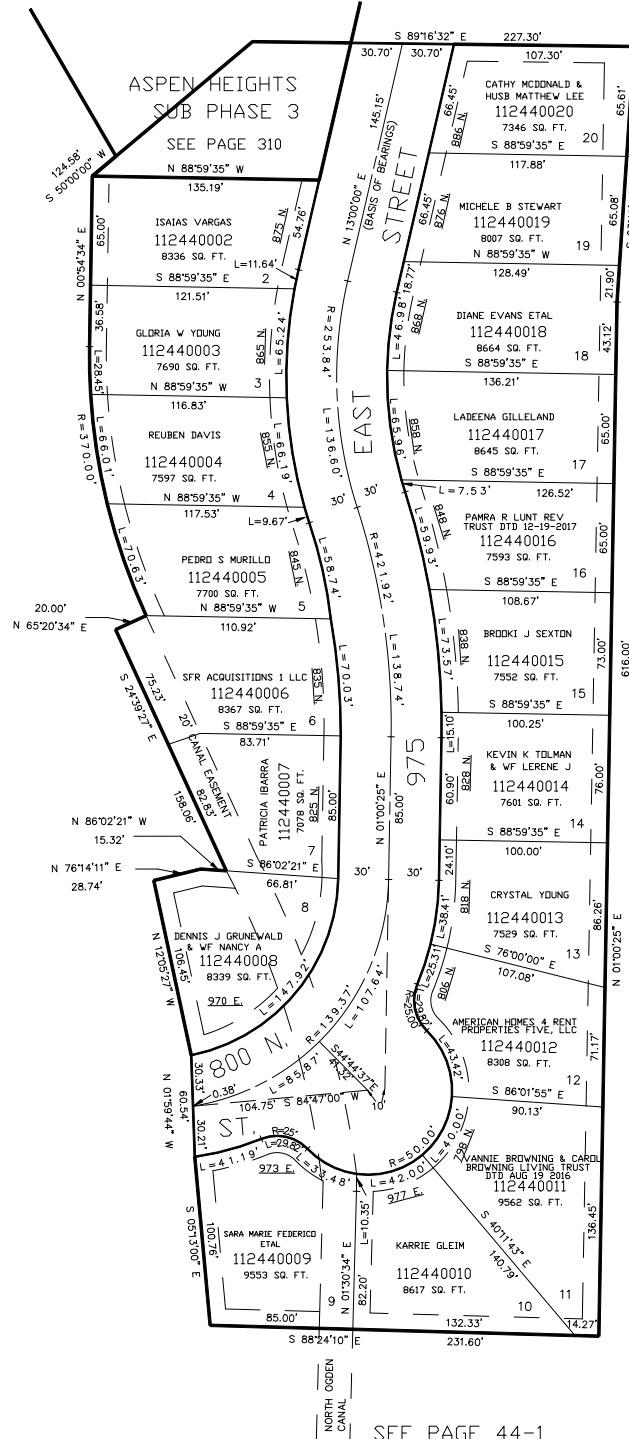 S 89°16'32" E
227.30'
30.70'
30.70'
107.30'
ASPEN HEIGHTS
SUB PHASE 3
SEE PAGE 310
124.58'
S 50°00'00" W
N 88°59'35" W
135.19'
145.15'
N 13°00'00" E
(BASIS OF BEARINGS)
STREET
66.45'
886 N.
CATHY MCDONALD &
HUSB MATTHEW LEE
112440020
7346 SQ. FT.
20
65.61'
S 88°59'35" E
117.88'
65.00'
N 00°54'34" E
ISAIAS VARGAS
112440002
8336 SQ. FT.
875 N.
54.76'
L=11.64'
2
S 88°59'35" E
121.51'
66.45'
876 N.
MICHELE B STEWART
112440019
8007 SQ. FT.
19
65.08'
N 88°59'35" W
128.49'
21.90'
18.77'
36.58'
L=28.45'
GLORIA W YOUNG
112440003
7690 SQ. FT.
865 N.
L=65.24'
3
N 88°59'35" W
116.83'
R=253.84'
L=46.98'
868 N.
DIANE EVANS ETAL
112440018
8664 SQ. FT.
18
43.12'
S 88°59'35" E
136.21'
R=370.00'
L=66.01'
REUBEN DAVIS
112440004
7597 SQ. FT.
855 N.
L=66.19'
4
N 88°59'35" W
117.53'
L=9.67'
L=136.60'
EAST
30'
30'
L=65.96'
858 N.
LADEENA GILLELAND
112440017
8645 SQ. FT.
17
65.00'
S 88°59'35" E
126.52'
L=7.53'
L=70.63'
PEDRO S MURILLO
112440005
7700 SQ. FT.
845 N.
L=58.74'
5
N 88°59'35" W
110.92'
R=421.92'
L=59.93'
848 N.
PAMRA R LUNT REV
TRUST DTD 12-19-2017
112440016
7593 SQ. FT.
16
65.00'
S 88°59'35" E
108.67'
20.00'
N 65°20'34" E
SFR ACQUISITIONS 1 LLC
112440006
8367 SQ. FT.
835 N.
L=70.03'
6
S 88°59'35" E
83.71'
75.23'
S 24°39'27" E
20' CANAL EASEMENT
82.83'
158.06'
L=138.74'
L=73.57'
838 N.
BROOKI J SEXTON
112440015
7552 SQ. FT.
15
73.00'
616.00'
S 88°59'35" E
100.25'
PATRICIA IBARRA
112440007
7078 SQ. FT.
825 N.
85.00'
7
S 86°02'21" E
66.81'
975
N 01°00'25" E
85.00'
L=15.10'
60.90'
828 N.
KEVIN K TOLMAN
& WF LERENE J
112440014
7601 SQ. FT.
14
76.00'
S 88°59'35" E
100.00'
N 86°02'21" W
15.32'
N 76°14'11" E
28.74'
30'
30'
8
DENNIS J GRUNEWALD
& WF NANCY A
112440008
8339 SQ. FT.
970 E.
N 12°05'27" W
106.45'
L=147.92'
24.10'
L=38.41'
818 N.
CRYSTAL YOUNG
112440013
7529 SQ. FT.
13
86.26'
N 01°00'25" E
S 76°00'00" E
107.08'
R=139.37'
L=107.64'
L=25.31'
L=29.82'
R=25.00'
806 N.
AMERICAN HOMES 4 RENT
PROPERTIES FIVE, LLC
112440012
8308 SQ. FT.
12
71.17'
L=43.42'
S 86°01'55" E
90.13'
800 N.
ST.
30.33'
0.38'
L=85.87'
S44°44'37"E
41.32'
104.75'
S 84°47'00" W
10'
N 01°59'44" W
60.54'
30.21'
R=25'
L=29.82'
L=41.19'
973 E.
L=33.48'
R=50.00'
L=42.00'
L=40.00'
798 N.
977 E.
VANNIE BROWNING & CAROL
BROWNING LIVING TRUST
DTD AUG 19 2016
112440011
9562 SQ. FT.
11
136.45'
S 40°11'43" E
140.79'
S 05°13'00" E
100.76'
SARA MARIE FEDERICO
ETAL
112440009
9553 SQ. FT.
9
85.00'
L=10.35'
N 01°30'34" E
82.20'
KARRIE GLEIM
112440010
8617 SQ. FT.
10
132.33'
14.27'
S 88°24'10" E
231.60'
NORTH OGDEN
CANAL
SEE PAGE 44-1